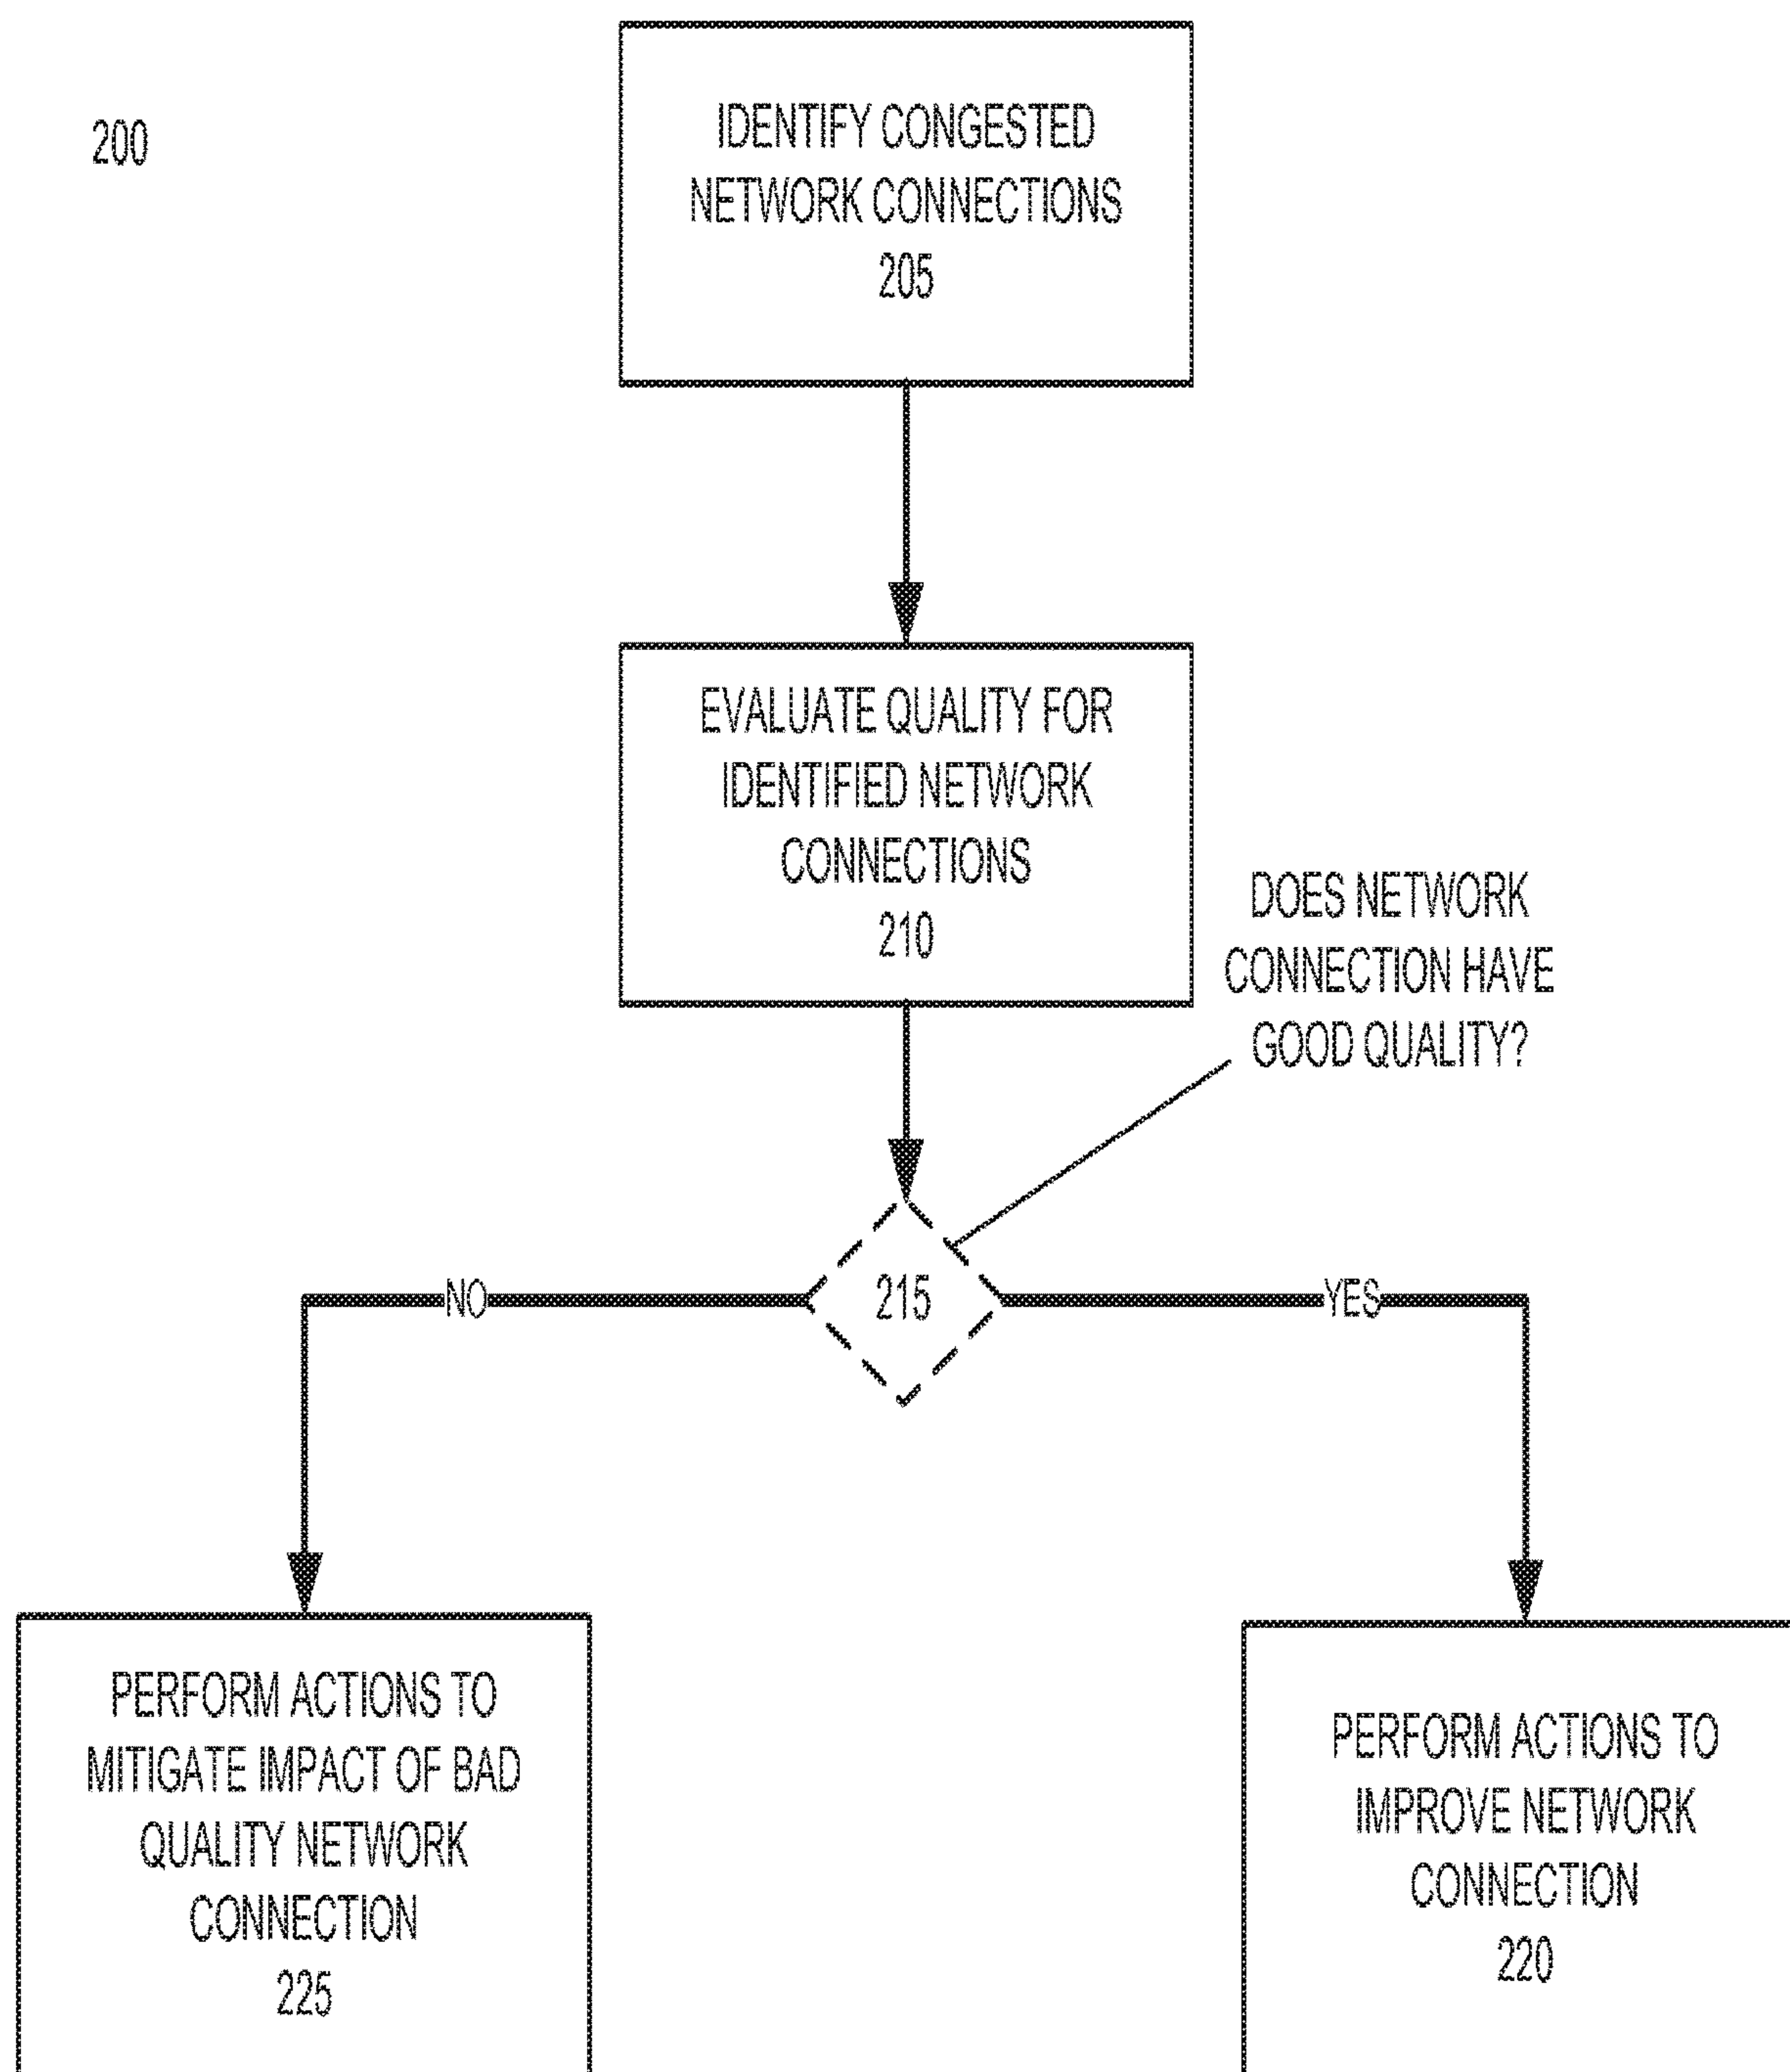 200
IDENTIFY CONGESTED
NETWORK CONNECTIONS
205
EVALUATE QUALITY FOR
IDENTIFIED NETWORK
CONNECTIONS
210
DOES NETWORK
CONNECTION HAVE
GOOD QUALITY?
215
NO
YES
PERFORM ACTIONS TO
MITIGATE IMPACT OF BAD
QUALITY NETWORK
CONNECTION
225
PERFORM ACTIONS TO
IMPROVE NETWORK
CONNECTION
220